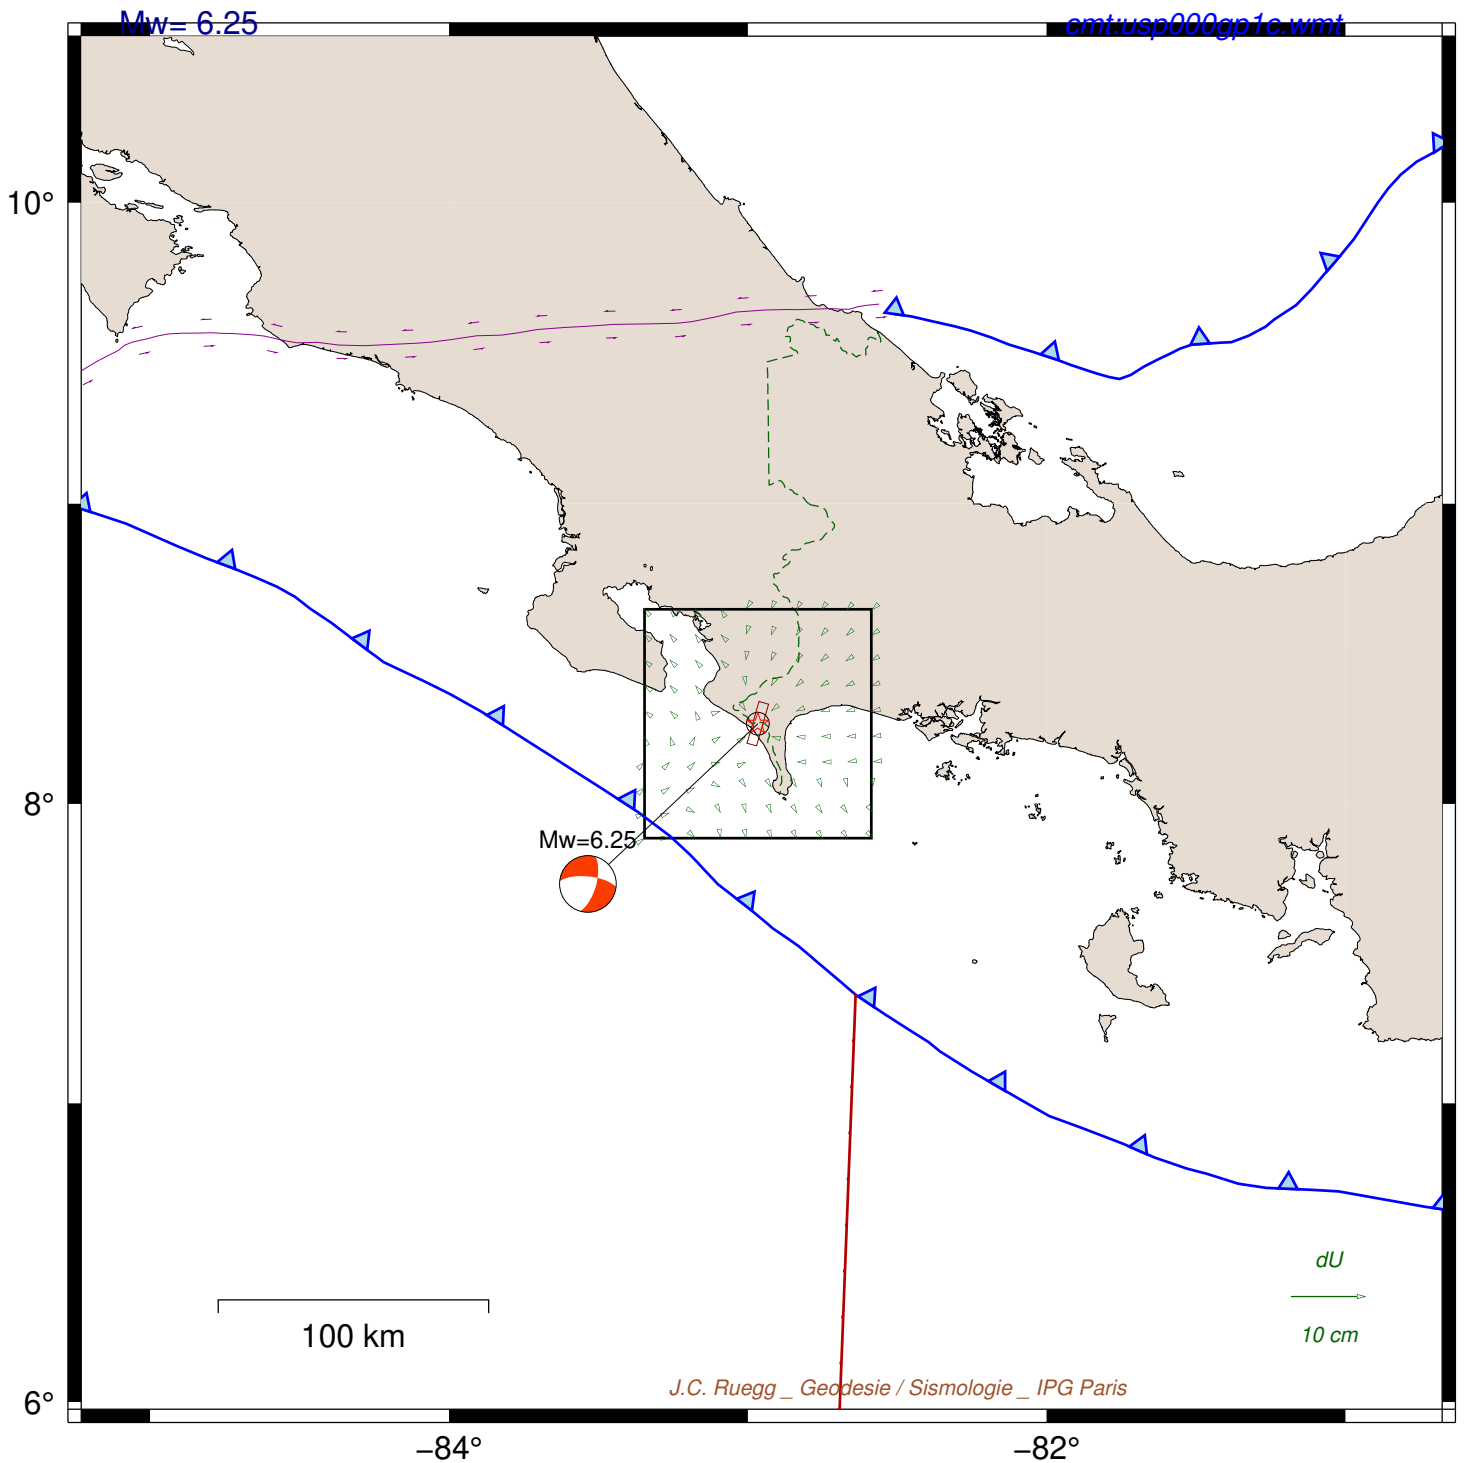 Mw= 6.25
cmt:usp000gp1c.wmt
10°
8°
Mw=6.25
dU
10 cm
100 km
J.C. Ruegg _ Geodesie / Sismologie _ IPG Paris
6°
−84°
−82°